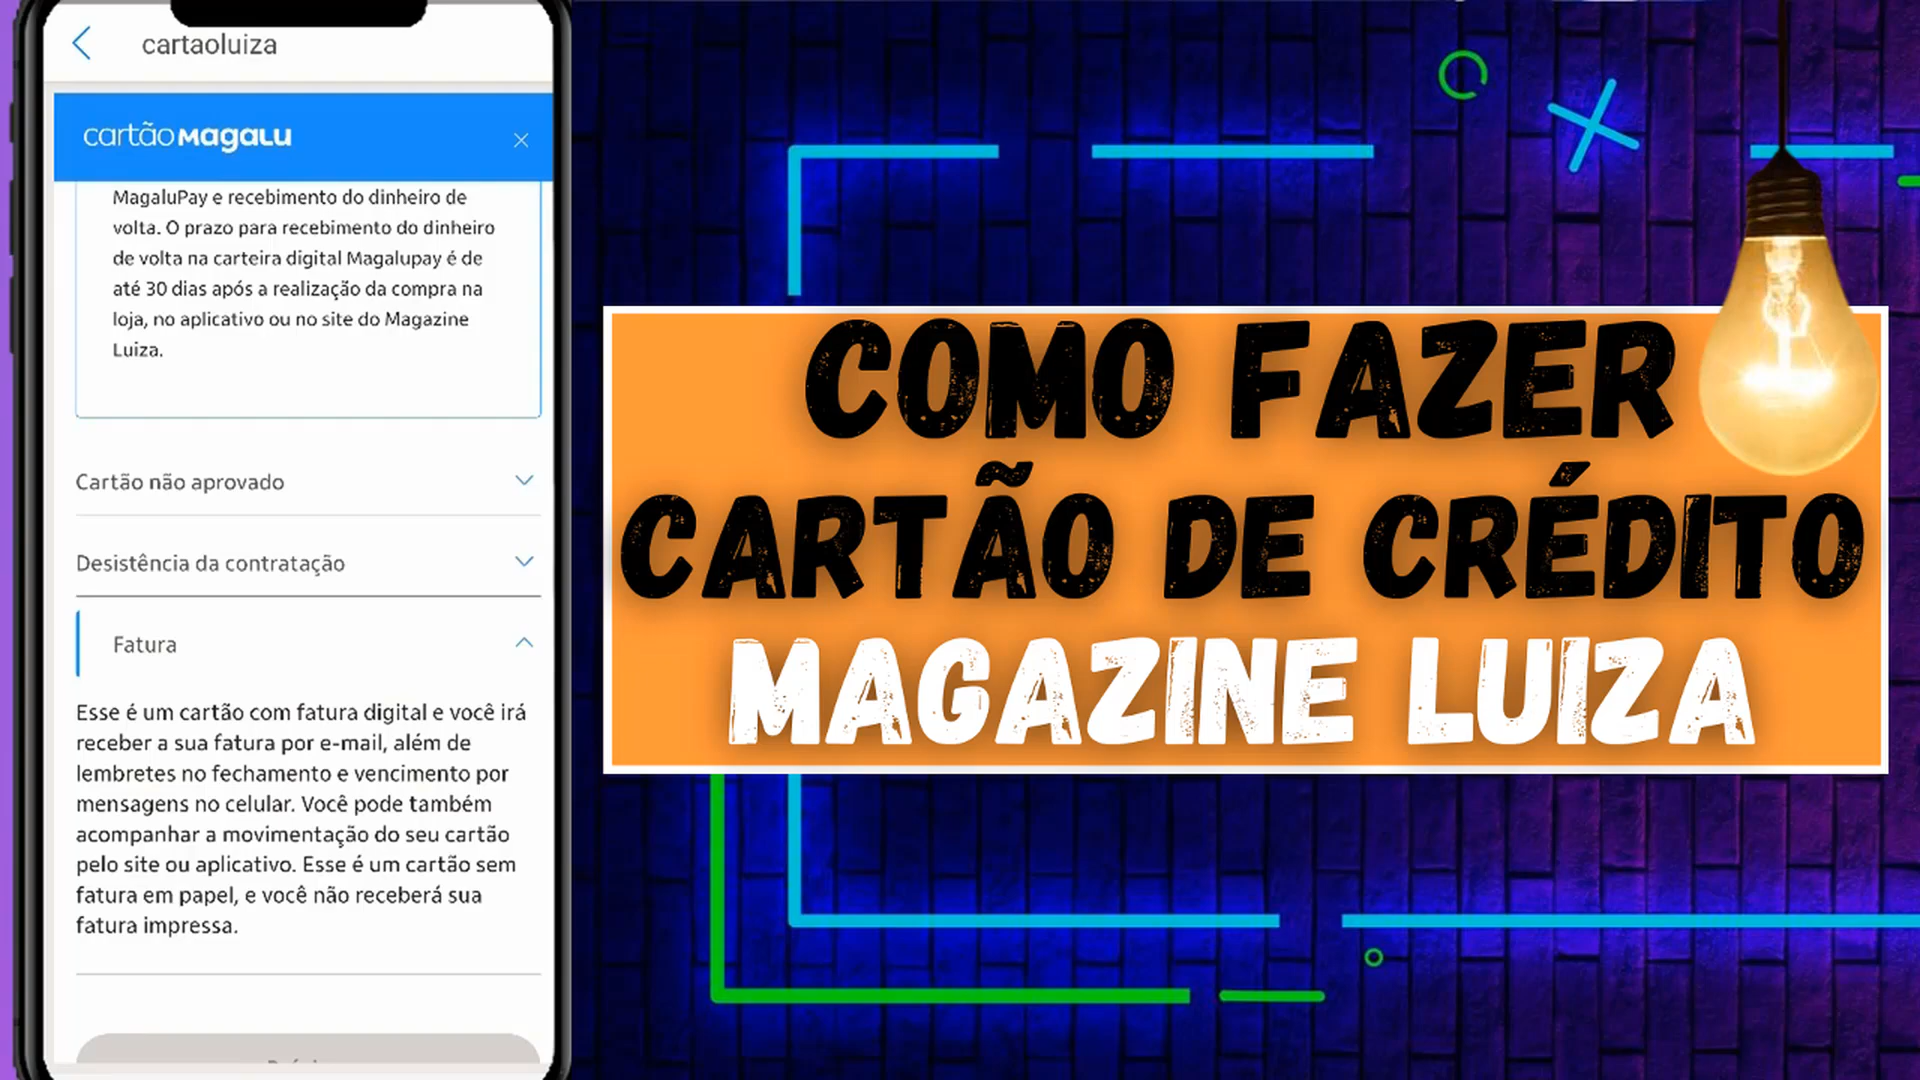 cartaoluiza
cartão magalu
MagaluPay e recebimento do dinheiro de
volta. O prazo para recebimento do dinheiro
de volta na carteira digital Magalupay é de
até 30 dias após a realização da compra na
loja, no aplicativo ou no site do Magazine
Luiza.
Cartão não aprovado
Desistência da contratação
Fatura
Esse é um cartão com fatura digital e você irá
receber a sua fatura por e-mail, além de
lembretes no fechamento e vencimento por
mensagens no celular. Você pode também
acompanhar a movimentação do seu cartão
pelo site ou aplicativo. Esse é um cartão sem
fatura em papel, e você não receberá sua
fatura impressa.
COMO FAZER
CARTÃO DE CRÉDITO
MAGAZINE LUIZA